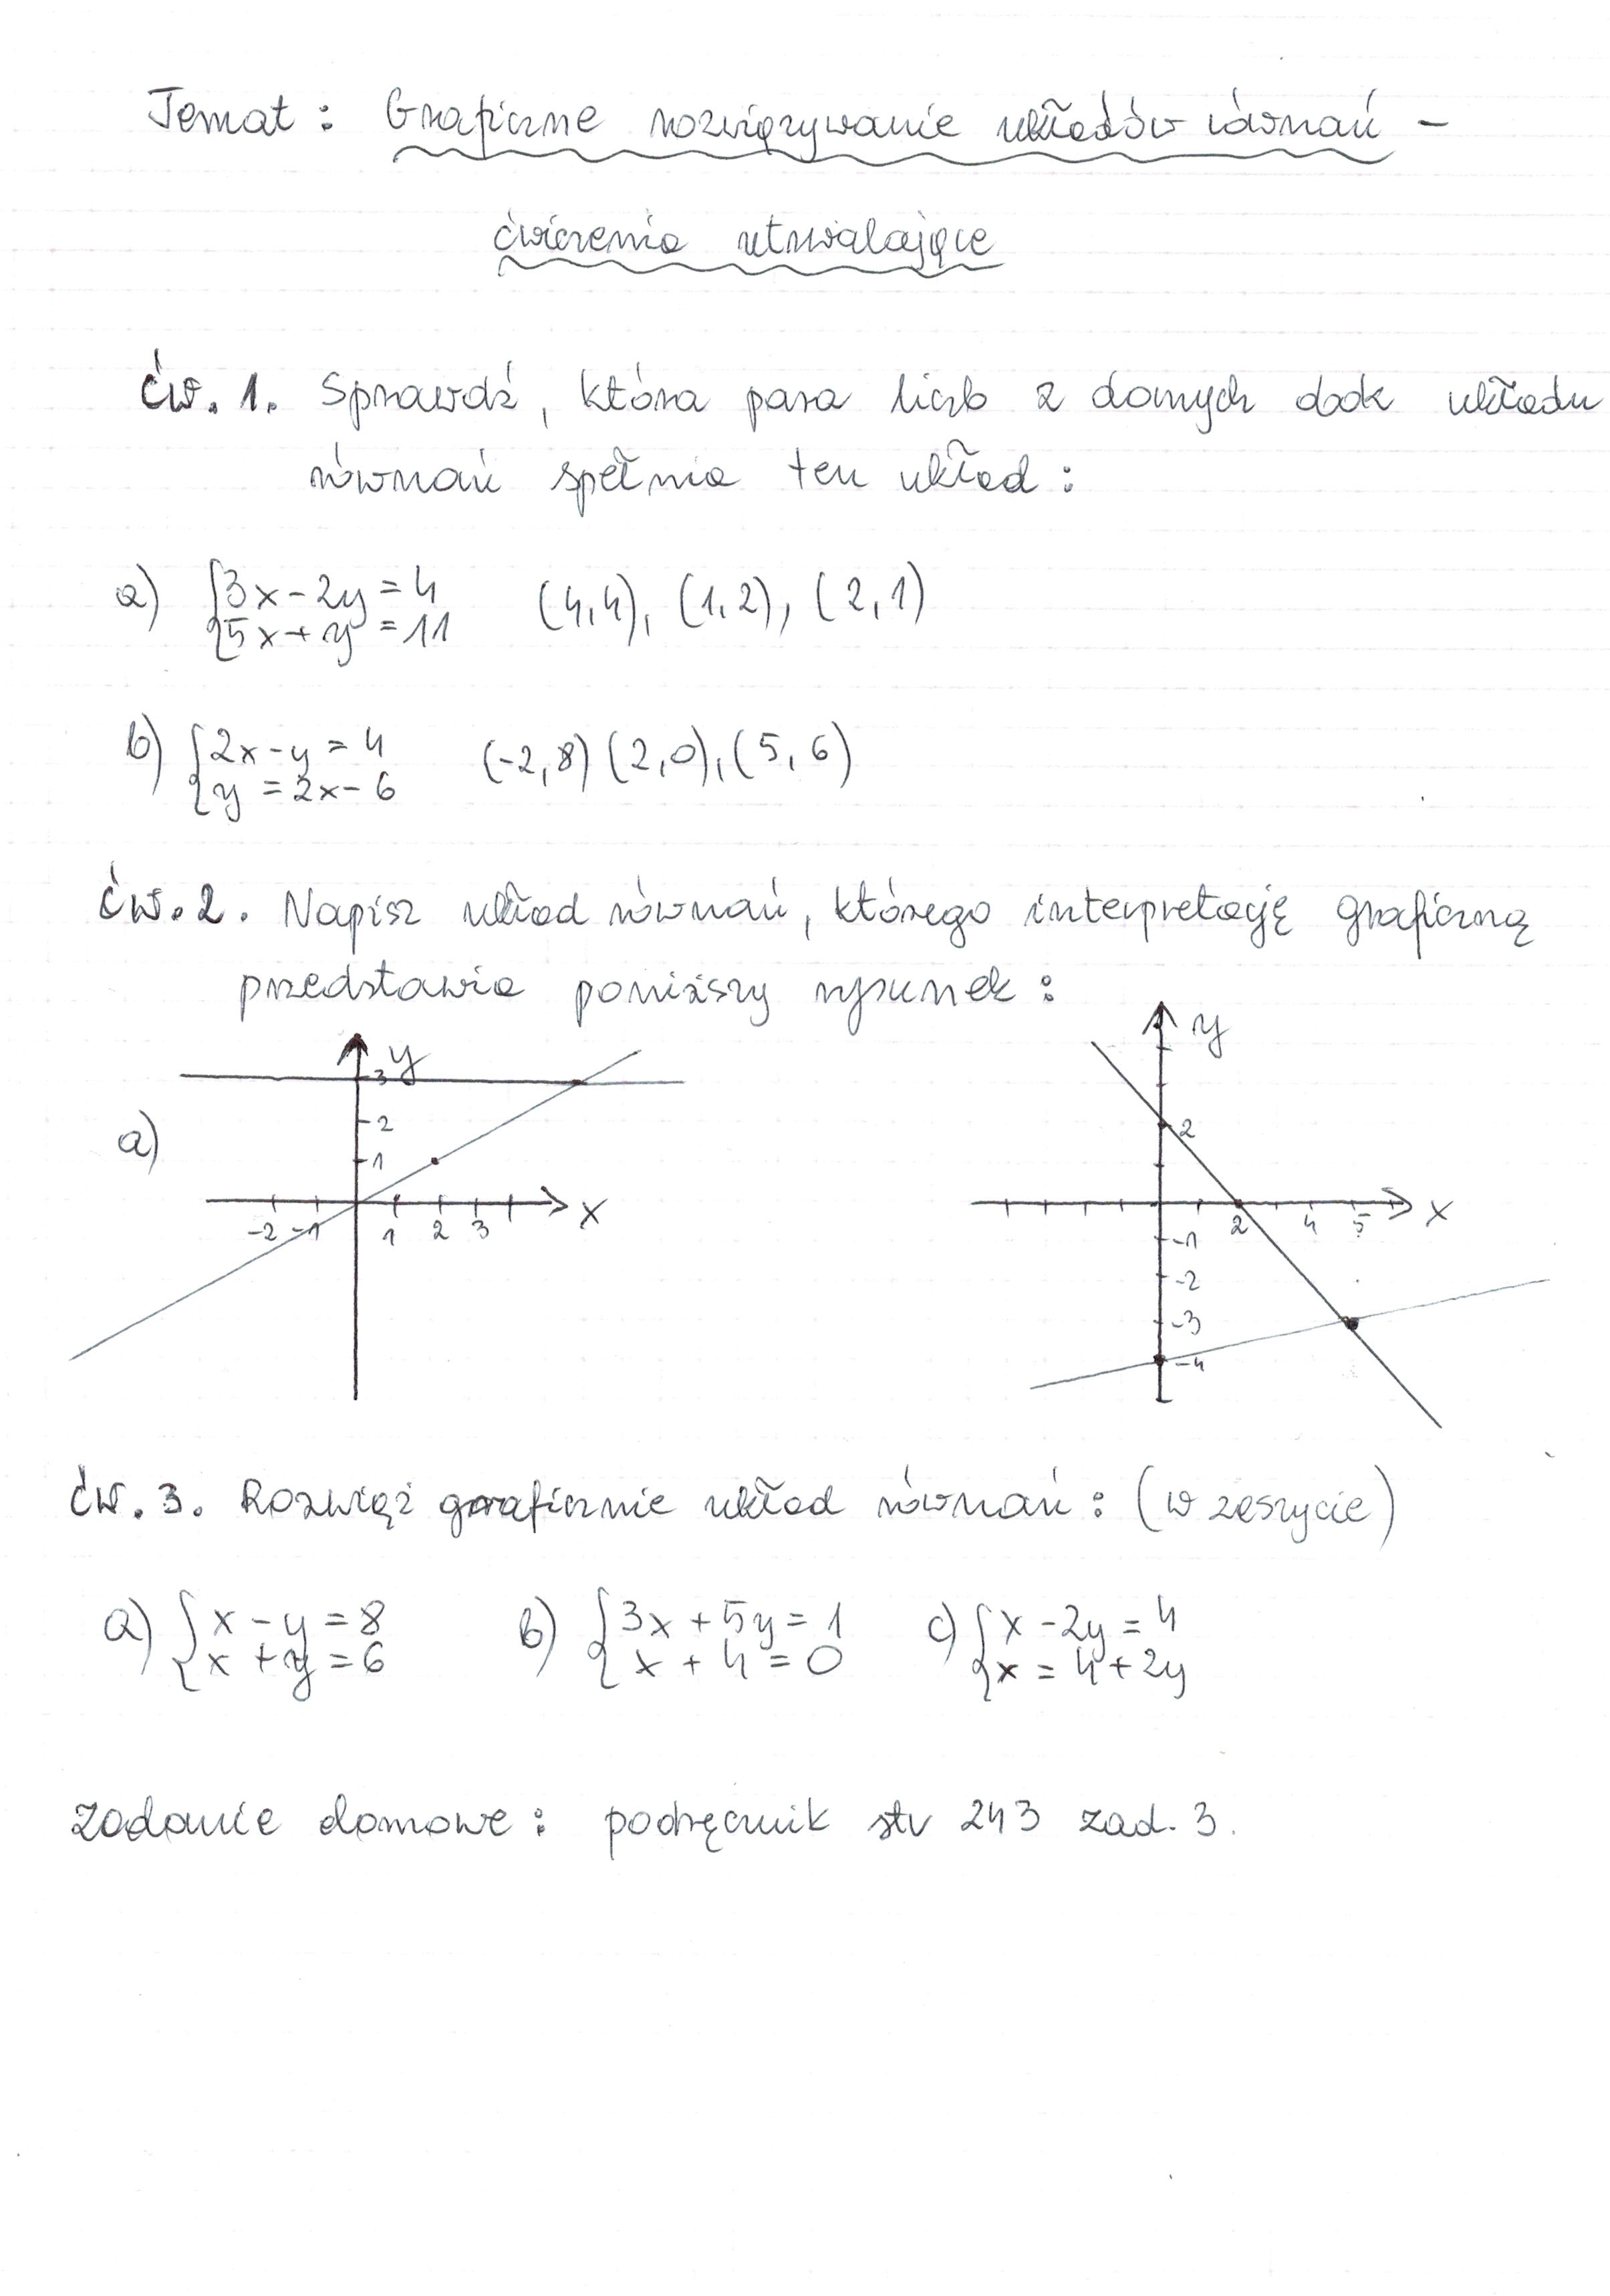 Temat : Graficzne rozwiązywanie układów równań -
ćwiczenia utrwalające
Ćw. 1. Sprawdź, która para liczb z danych obok układu
równań spełnia ten układ :
a) { 3x - 2y = 4 (4,4), (1,2), (2,1)
5x + y = 11
b) { 2x - y = 4 (-2,8) (2,0), (5,6)
y = 2x - 6
Ćw. 2. Napisz układ równań, którego interpretację graficzną
przedstawia poniższy rysunek :
a)
y
3
2
1
-2 -1 1 2 3 x
y
2
2 4 5 x
-1
-2
-3
-4
Ćw. 3. Rozwiąż graficznie układ równań : (w zeszycie)
a) { x - y = 8 b) { 3x + 5y = 1 c) { x - 2y = 4
x + y = 6 x + 4 = 0 x = 4 + 2y
Zadanie domowe : podręcznik str 243 zad. 3.